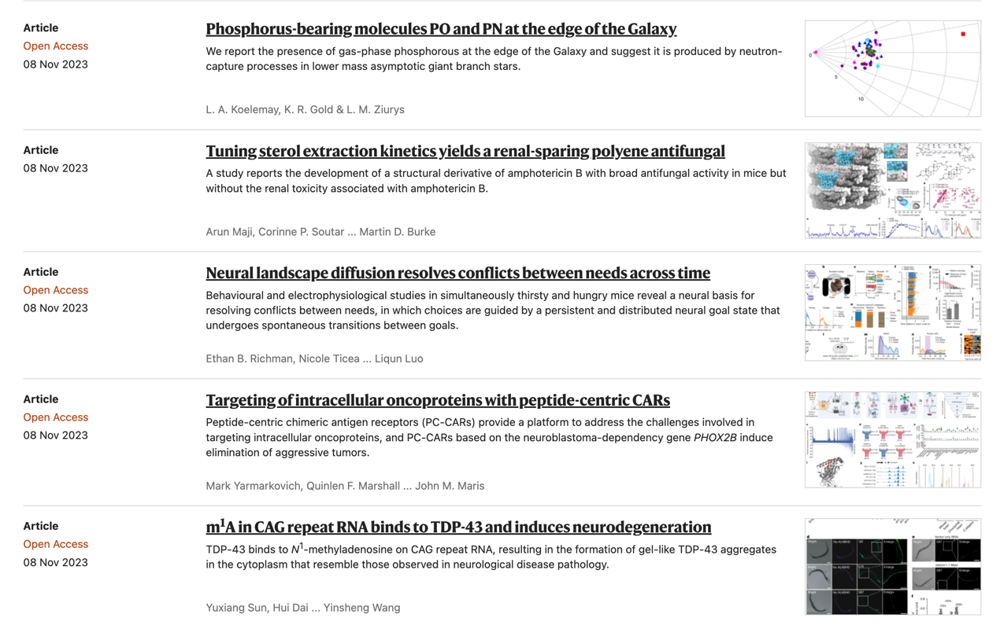 Article
Open Access
08 Nov 2023
Phosphorus-bearing molecules PO and PN at the edge of the Galaxy
We report the presence of gas-phase phosphorous at the edge of the Galaxy and suggest it is produced by neutron-
capture processes in lower mass asymptotic giant branch stars.
L. A. Koelemay, K. R. Gold & L. M. Ziurys
0
5
10
Article
08 Nov 2023
Tuning sterol extraction kinetics yields a renal-sparing polyene antifungal
A study reports the development of a structural derivative of amphotericin B with broad antifungal activity in mice but
without the renal toxicity associated with amphotericin B.
Arun Maji, Corinne P. Soutar ... Martin D. Burke
Article
Open Access
08 Nov 2023
Neural landscape diffusion resolves conflicts between needs across time
Behavioural and electrophysiological studies in simultaneously thirsty and hungry mice reveal a neural basis for
resolving conflicts between needs, in which choices are guided by a persistent and distributed neural goal state that
undergoes spontaneous transitions between goals.
Ethan B. Richman, Nicole Ticea ... Liqun Luo
Article
Open Access
08 Nov 2023
Targeting of intracellular oncoproteins with peptide-centric CARs
Peptide-centric chimeric antigen receptors (PC-CARs) provide a platform to address the challenges involved in
targeting intracellular oncoproteins, and PC-CARs based on the neuroblastoma-dependency gene PHOX2B induce
elimination of aggressive tumors.
Mark Yarmarkovich, Quinlen F. Marshall ... John M. Maris
Article
Open Access
08 Nov 2023
m¹A in CAG repeat RNA binds to TDP-43 and induces neurodegeneration
TDP-43 binds to N¹-methyladenosine on CAG repeat RNA, resulting in the formation of gel-like TDP-43 aggregates
in the cytoplasm that resemble those observed in neurological disease pathology.
Yuxiang Sun, Hui Dai ... Yinsheng Wang